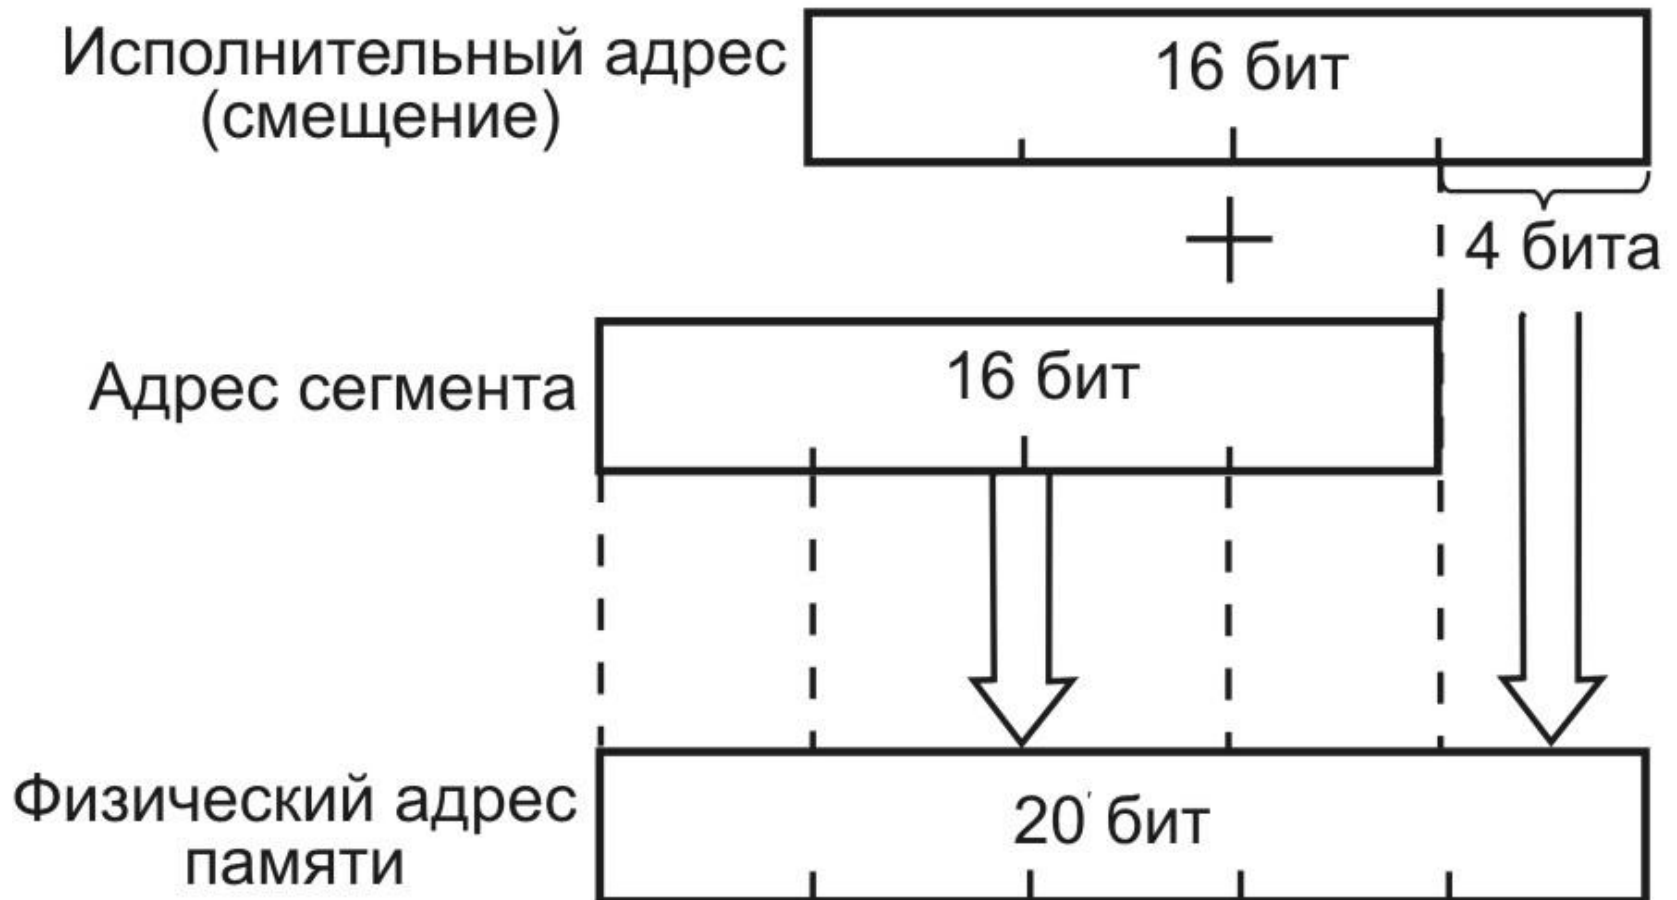 Исполнительный адрес
(смещение)
16 бит
4 бита
Адрес сегмента
16 бит
Физический адрес
памяти
20 бит